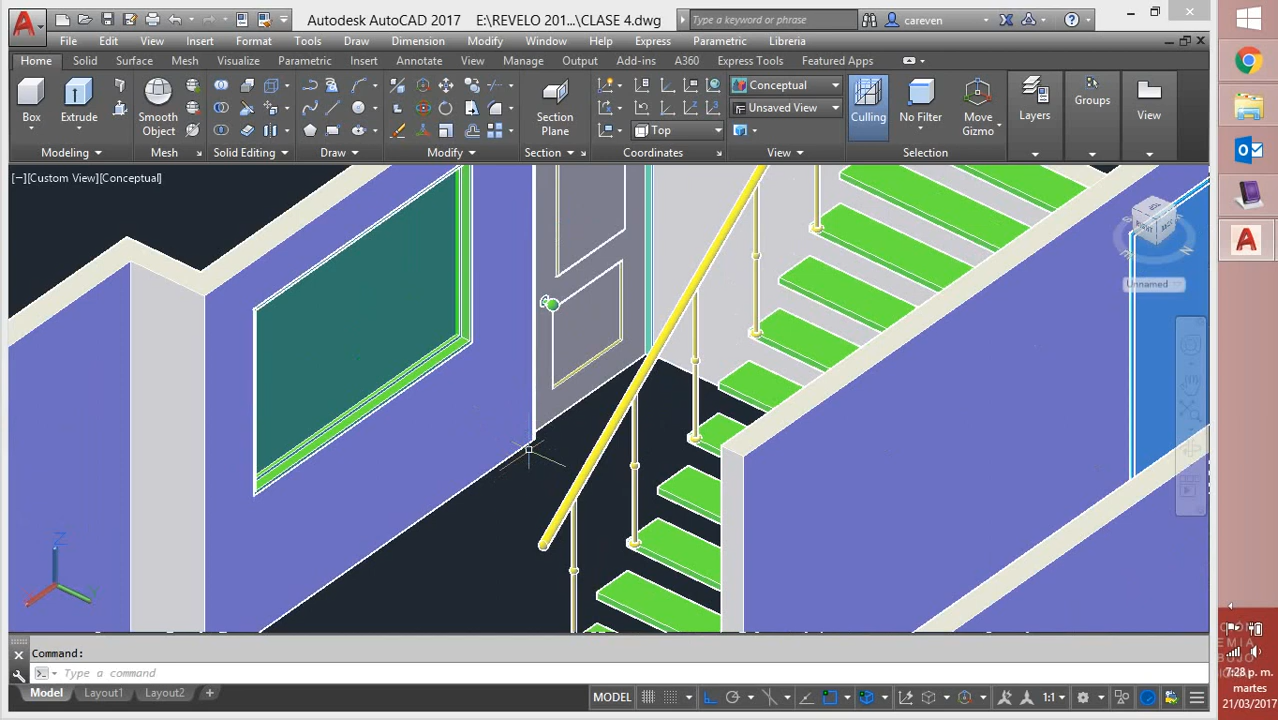 Autodesk AutoCAD 2017 E:\REVELO 201...\CLASE 4.dwg
Type a keyword or phrase
careven
File Edit View Insert Format Tools Draw Dimension Modify Window Help Express Parametric Libreria
Home Solid Surface Mesh Visualize Parametric Insert Annotate View Manage Output Add-ins A360 Express Tools Featured Apps
Box
Extrude
Smooth Object
Section Plane
Conceptual
Unsaved View
Top
Culling
No Filter
Move Gizmo
Layers
Groups
View
Modeling
Mesh
Solid Editing
Draw
Modify
Section
Coordinates
View
Selection
[−][Custom View][Conceptual]
RIGHT
Unnamed
Z
Command:
Type a command
Model Layout1 Layout2 +
MODEL
1:1
7:28 p. m.
martes
21/03/2017